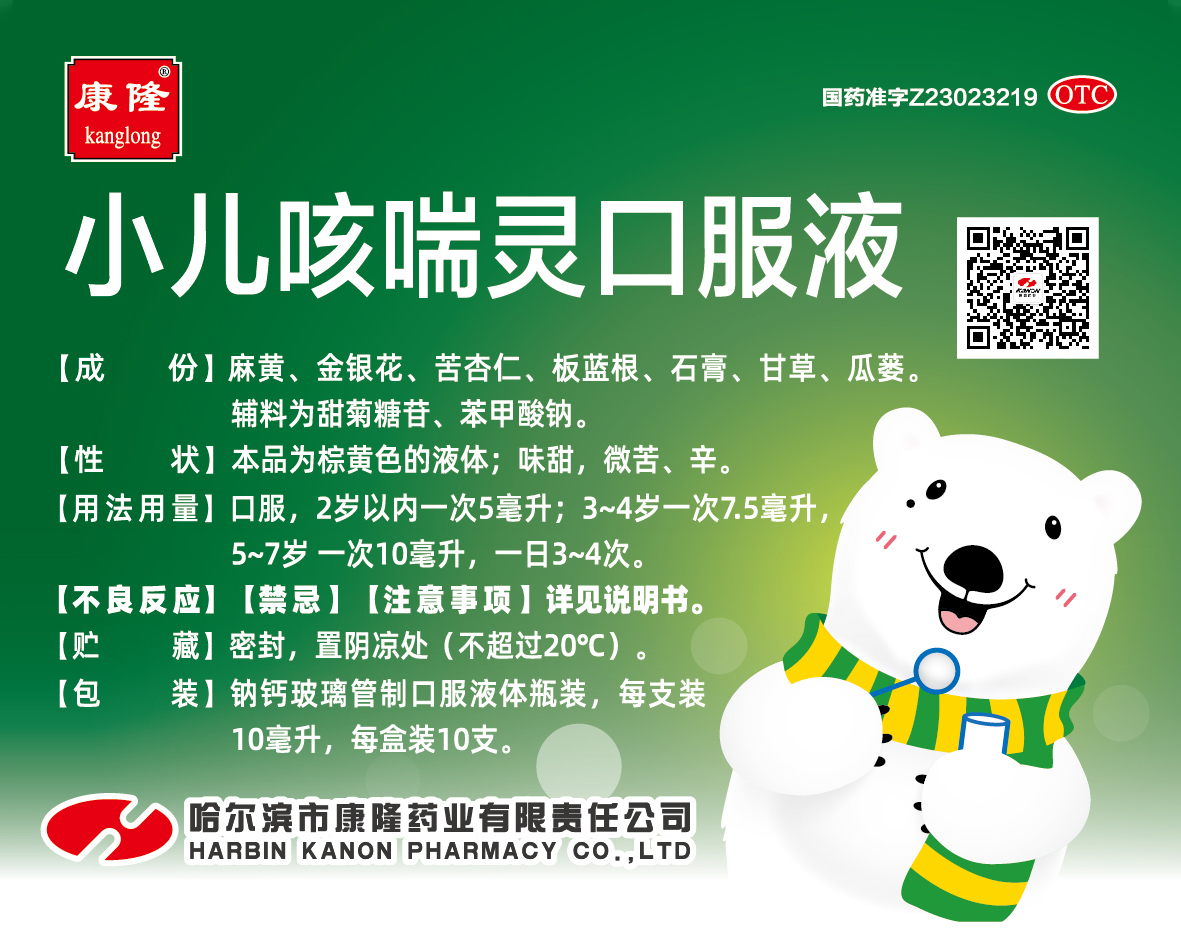 康隆®
kanglong
国药准字Z23023219 OTC
小儿咳喘灵口服液
KANON
【成份】麻黄、金银花、苦杏仁、板蓝根、石膏、甘草、瓜蒌。
辅料为甜菊糖苷、苯甲酸钠。
【性状】本品为棕黄色的液体；味甜，微苦、辛。
【用法用量】口服，2岁以内一次5毫升；3~4岁一次7.5毫升，
5~7岁 一次10毫升，一日3~4次。
【不良反应】【禁忌】【注意事项】详见说明书。
【贮藏】密封，置阴凉处（不超过20℃）。
【包装】钠钙玻璃管制口服液体瓶装，每支装
10毫升，每盒装10支。
哈尔滨市康隆药业有限责任公司
HARBIN KANON PHARMACY CO.,LTD